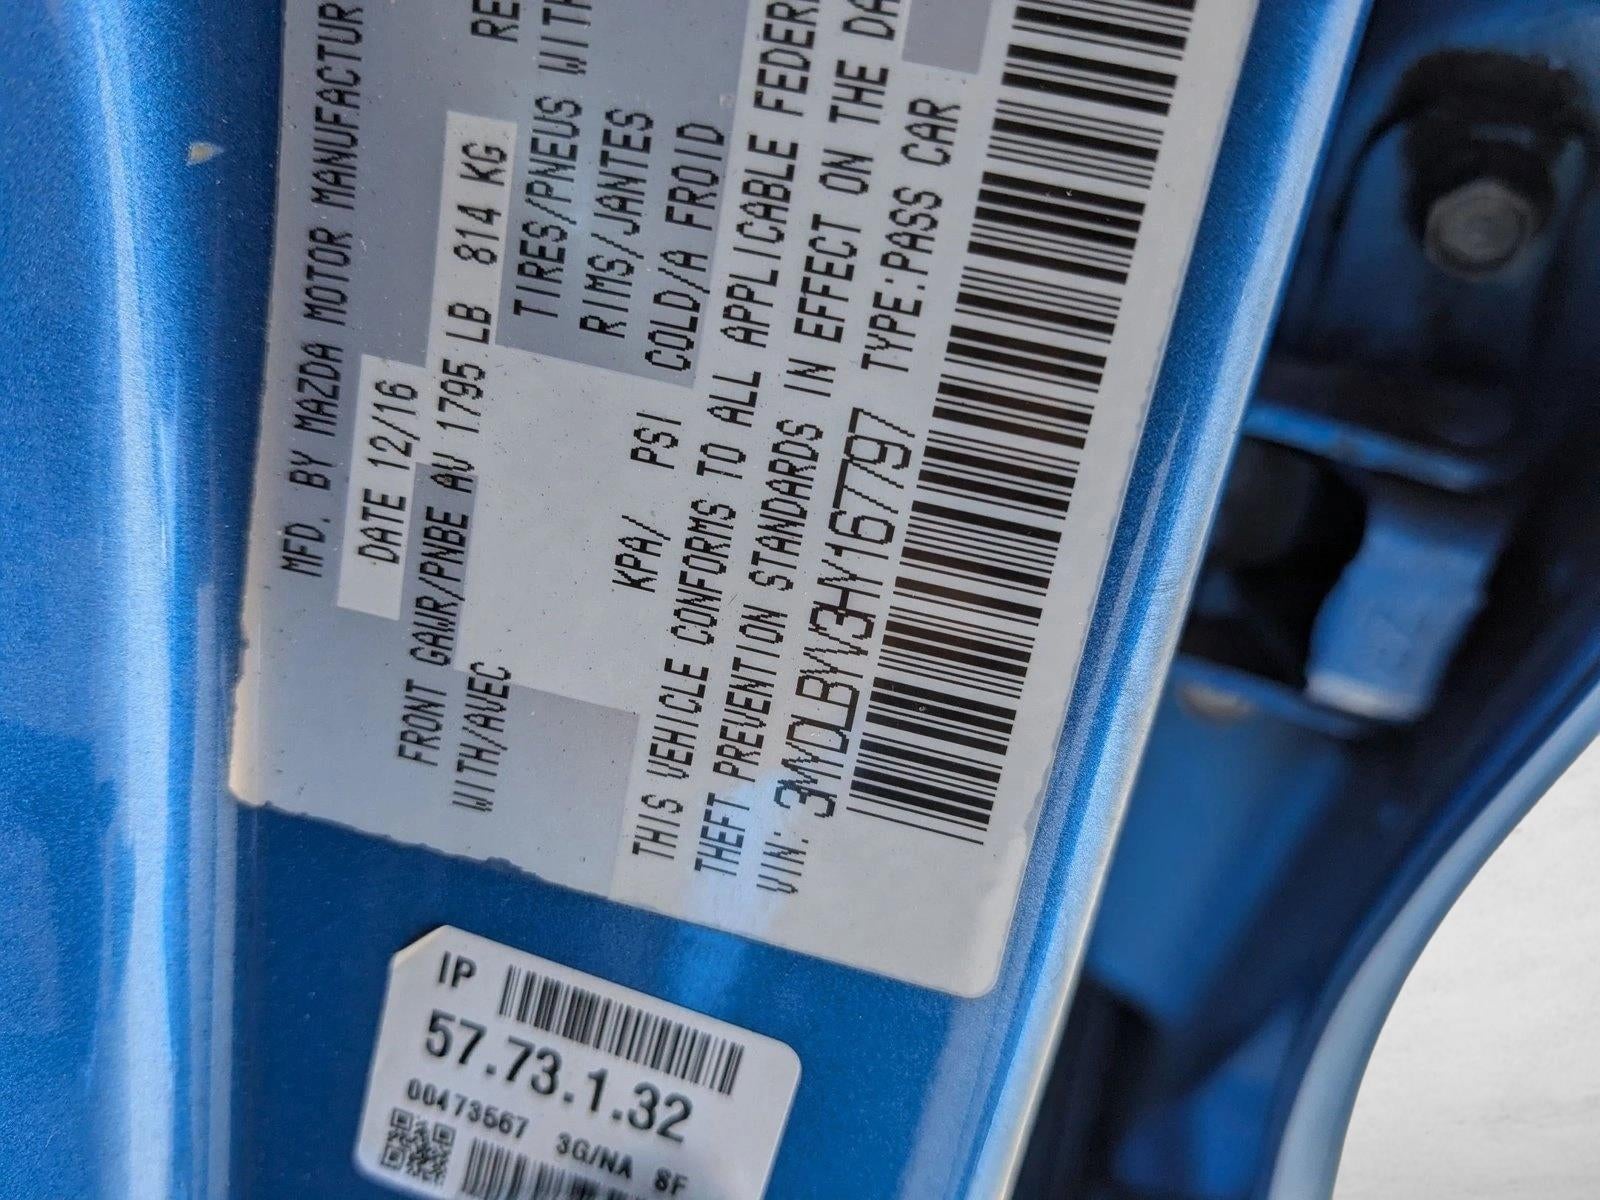 MFD. BY MAZDA MOTOR MANUFACTUR
DATE 12/16
FRONT GAWR/PNBE AV 1795 LB 814 KG RE
WITH/AVEC TIRES/PNEUS WITH
RIMS/JANTES
KPA/ PSI COLD/A FROID
THIS VEHICLE CONFORMS TO ALL APPLICABLE FEDER
THEFT PREVENTION STANDARDS IN EFFECT ON THE DA
VIN: 3MYDLBYV3HY167797 TYPE:PASS CAR
IP
57.73.1.32
00473567 3G/NA 8F